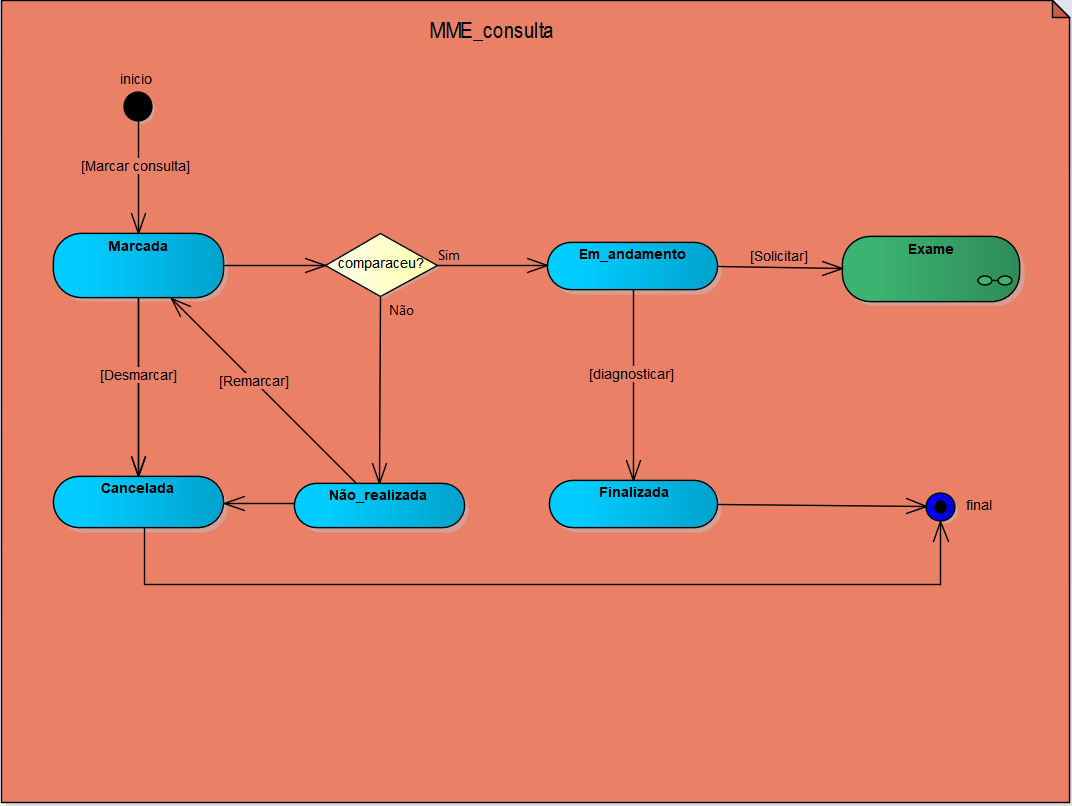 MME_consulta
inicio
[Marcar consulta]
Marcada
comparaceu?
Sim
Em_andamento
[Solicitar]
Exame
Não
[Desmarcar]
[Remarcar]
[diagnosticar]
Cancelada
Não_realizada
Finalizada
final